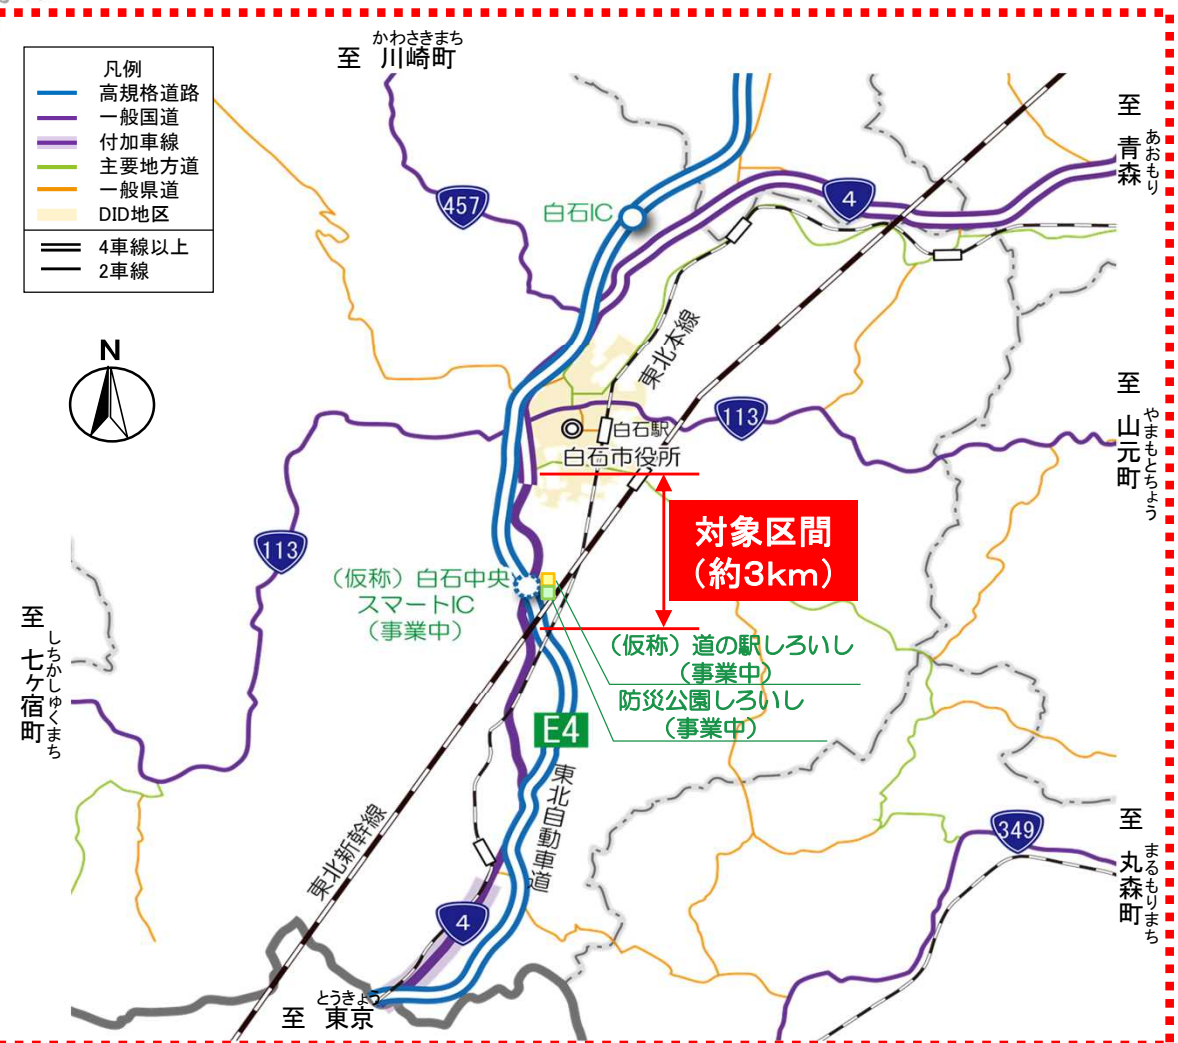 かわさきまち
至 川崎町
凡例
高規格道路
一般国道
付加車線
主要地方道
一般県道
DID地区
4車線以上
2車線
N
457
白石IC
4
至 青森
あおもり
東北本線
113
白石駅
白石市役所
至 山元町
やまもとちょう
対象区間
(約3km)
113
(仮称)白石中央
スマートIC
(事業中)
至 七ヶ宿町
しちかしゅくまち
(仮称)道の駅しろいし
(事業中)
防災公園しろいし
(事業中)
E4
東北自動車道
東北新幹線
349
至 丸森町
まるもりまち
4
とうきょう
至 東京